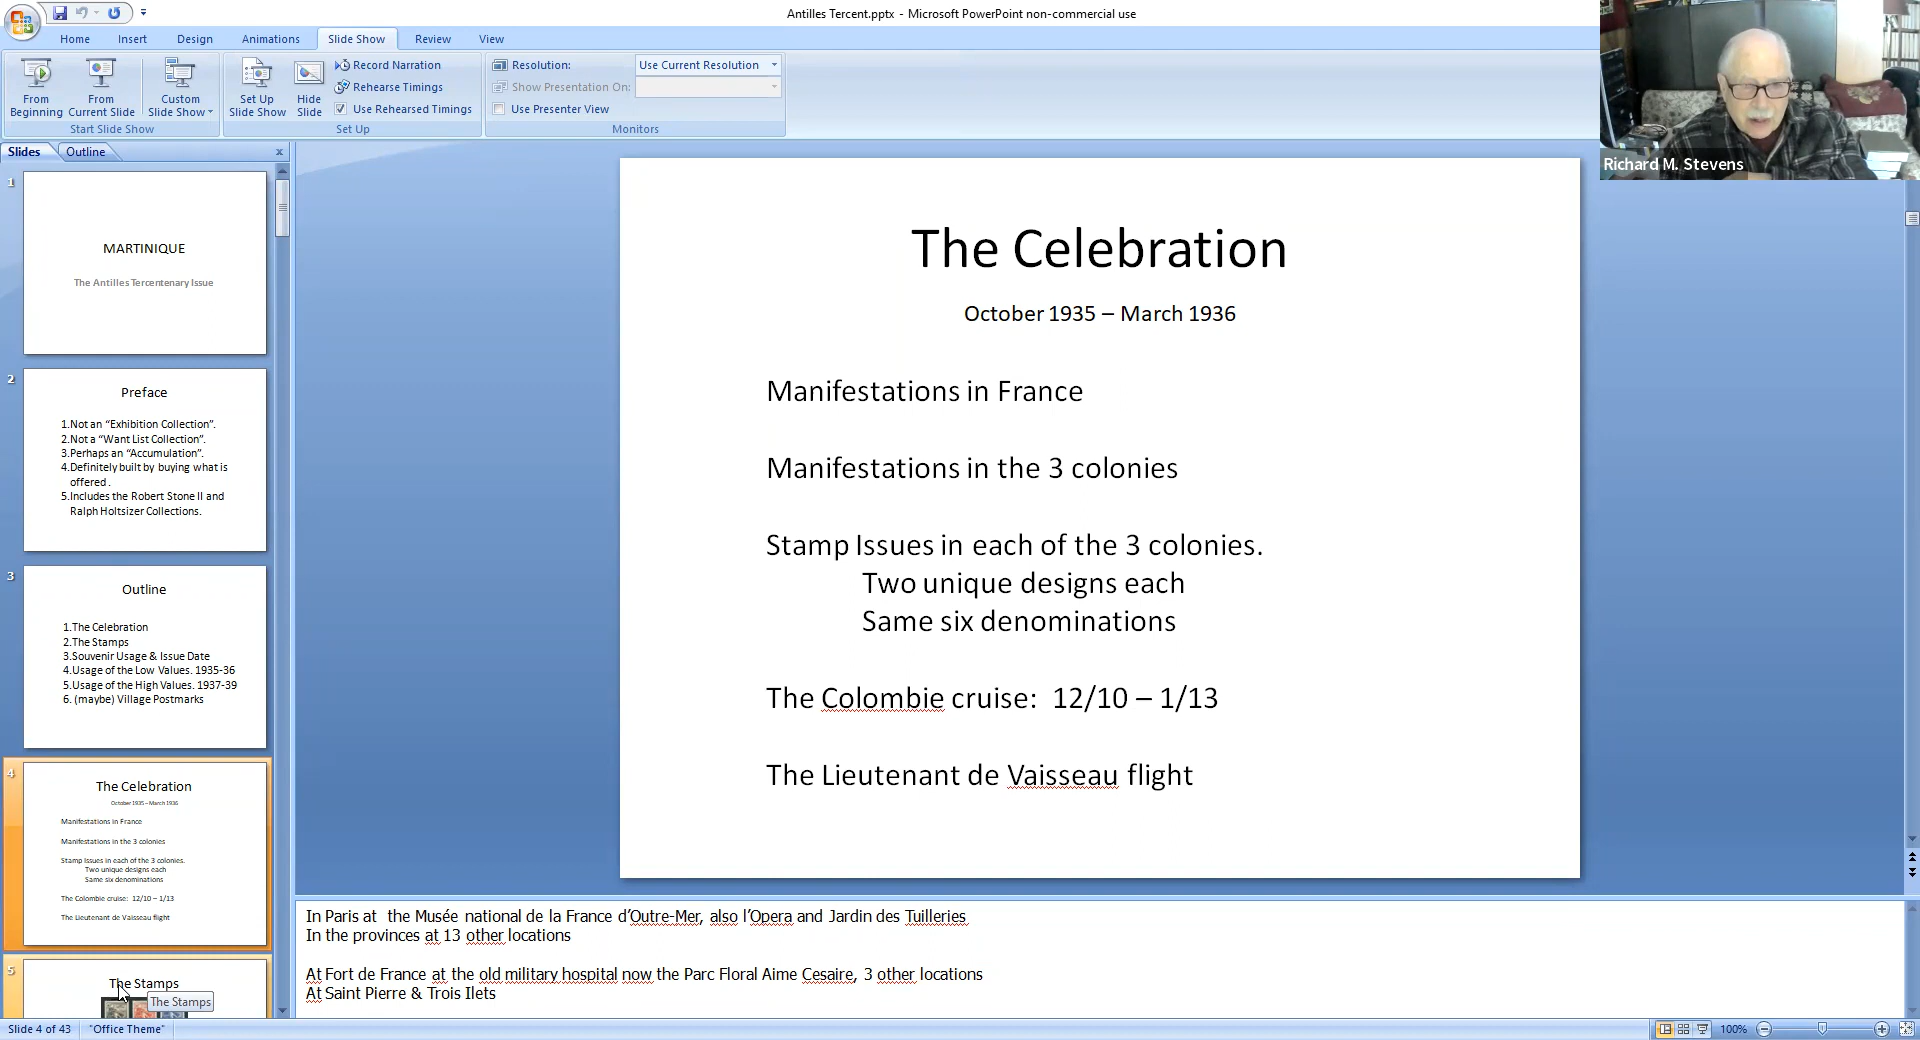 Antilles Tercent.pptx - Microsoft PowerPoint non-commercial use
Home Insert Design Animations Slide Show Review View
From Beginning
From Current Slide
Custom Slide Show
Start Slide Show
Set Up Slide Show
Hide Slide
Record Narration
Rehearse Timings
Use Rehearsed Timings
Set Up
Resolution: Use Current Resolution
Show Presentation On:
Use Presenter View
Monitors
Richard M. Stevens
Slides Outline x
1
MARTINIQUE
The Antilles Tercentenary Issue
2
Preface
1.Not an “Exhibition Collection”.
2.Not a “Want List Collection”.
3.Perhaps an “Accumulation”.
4.Definitely built by buying what is
offered .
5.Includes the Robert Stone II and
Ralph Holtsizer Collections.
3
Outline
1.The Celebration
2.The Stamps
3.Souvenir Usage & Issue Date
4.Usage of the Low Values. 1935-36
5.Usage of the High Values. 1937-39
6. (maybe) Village Postmarks
4
The Celebration
October 1935 – March 1936
Manifestations in France
Manifestations in the 3 colonies
Stamp Issues in each of the 3 colonies.
Two unique designs each
Same six denominations
The Colombie cruise: 12/10 – 1/13
The Lieutenant de Vaisseau flight
5
The Stamps
The Stamps
The Celebration
October 1935 – March 1936
Manifestations in France
Manifestations in the 3 colonies
Stamp Issues in each of the 3 colonies.
Two unique designs each
Same six denominations
The Colombie cruise: 12/10 – 1/13
The Lieutenant de Vaisseau flight
In Paris at the Musée national de la France d’Outre-Mer, also l’Opera and Jardin des Tuilleries
In the provinces at 13 other locations
At Fort de France at the old military hospital now the Parc Floral Aime Cesaire, 3 other locations
At Saint Pierre & Trois Ilets
Slide 4 of 43 "Office Theme" 100%